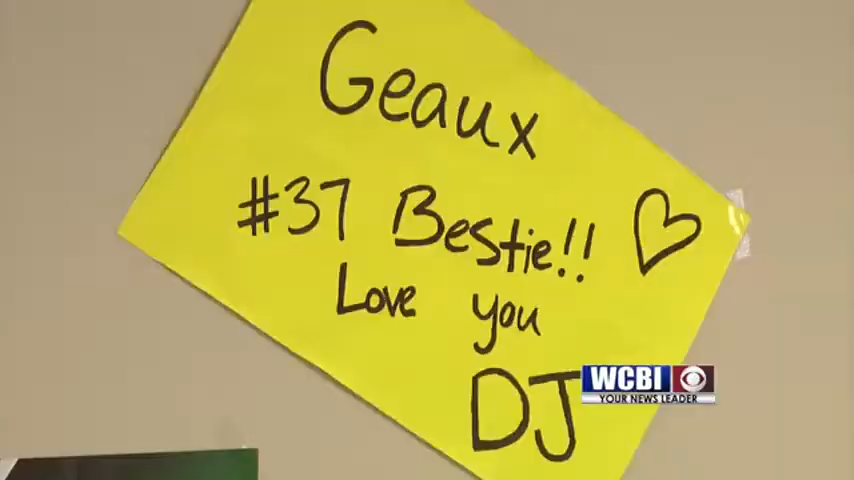 Geaux
#37 Bestie!!
Love you
DJ
WCBI
YOUR NEWS LEADER